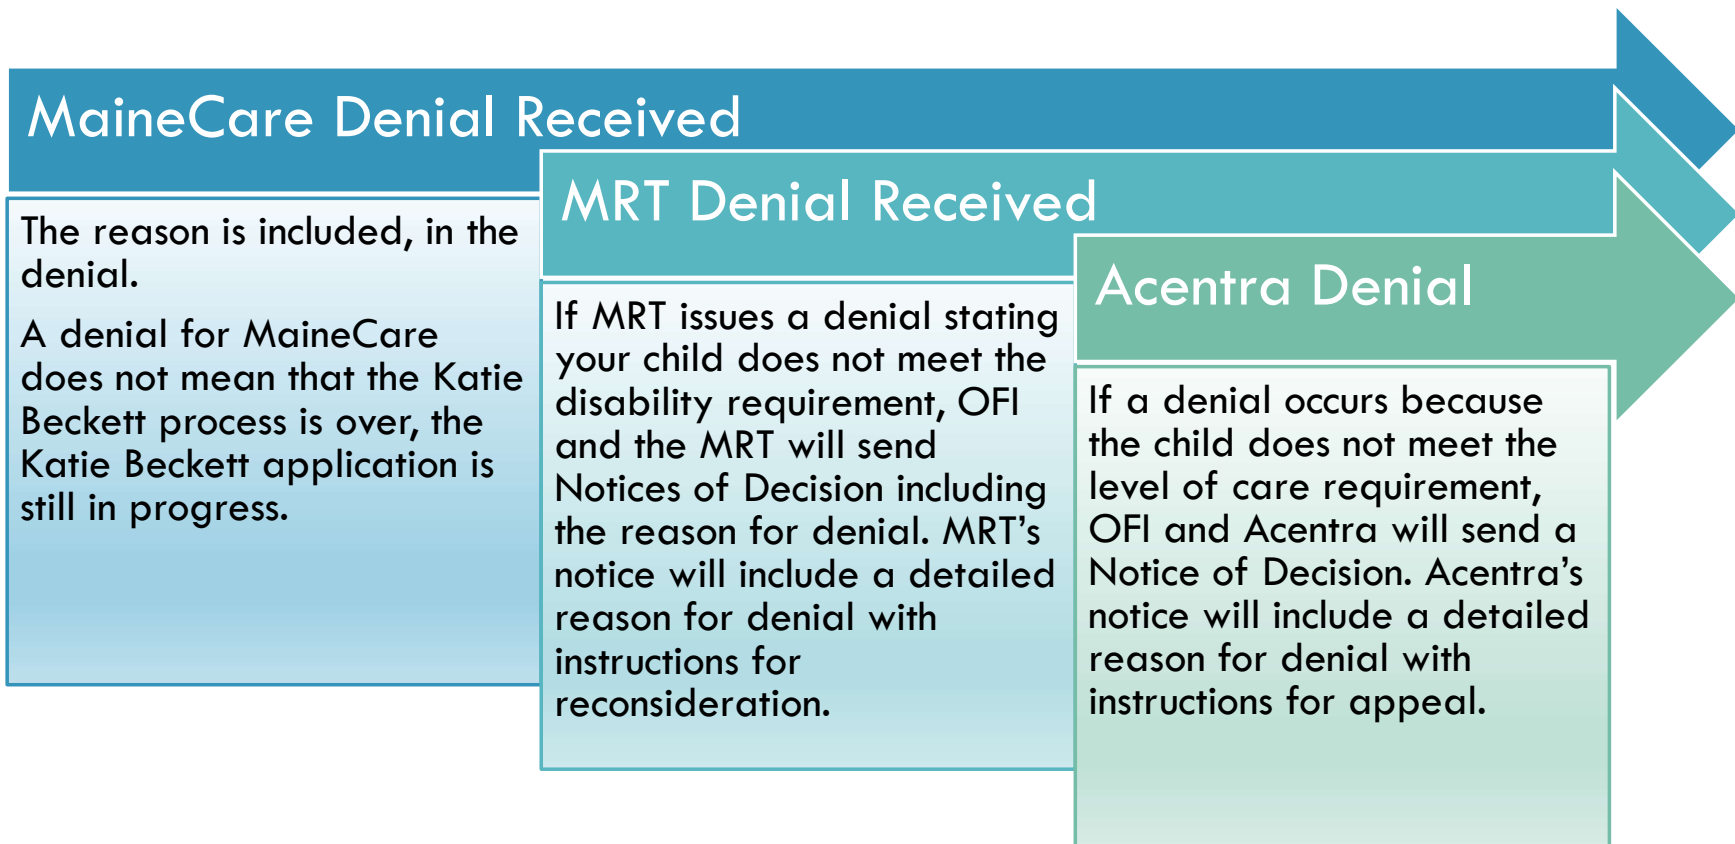 MaineCare Denial Received
The reason is included, in the
denial.
A denial for MaineCare
does not mean that the Katie
Beckett process is over, the
Katie Beckett application is
still in progress.
MRT Denial Received
If MRT issues a denial stating
your child does not meet the
disability requirement, OFI
and the MRT will send
Notices of Decision including
the reason for denial. MRT’s
notice will include a detailed
reason for denial with
instructions for
reconsideration.
Acentra Denial
If a denial occurs because
the child does not meet the
level of care requirement,
OFI and Acentra will send a
Notice of Decision. Acentra’s
notice will include a detailed
reason for denial with
instructions for appeal.